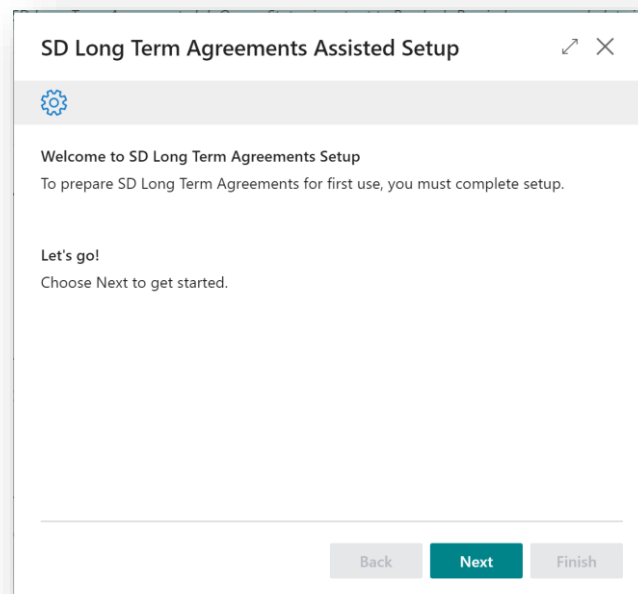 SD Long Term Agreements Assisted Setup
Welcome to SD Long Term Agreements Setup
To prepare SD Long Term Agreements for first use, you must complete setup.
Let's go!
Choose Next to get started.
Back
Next
Finish